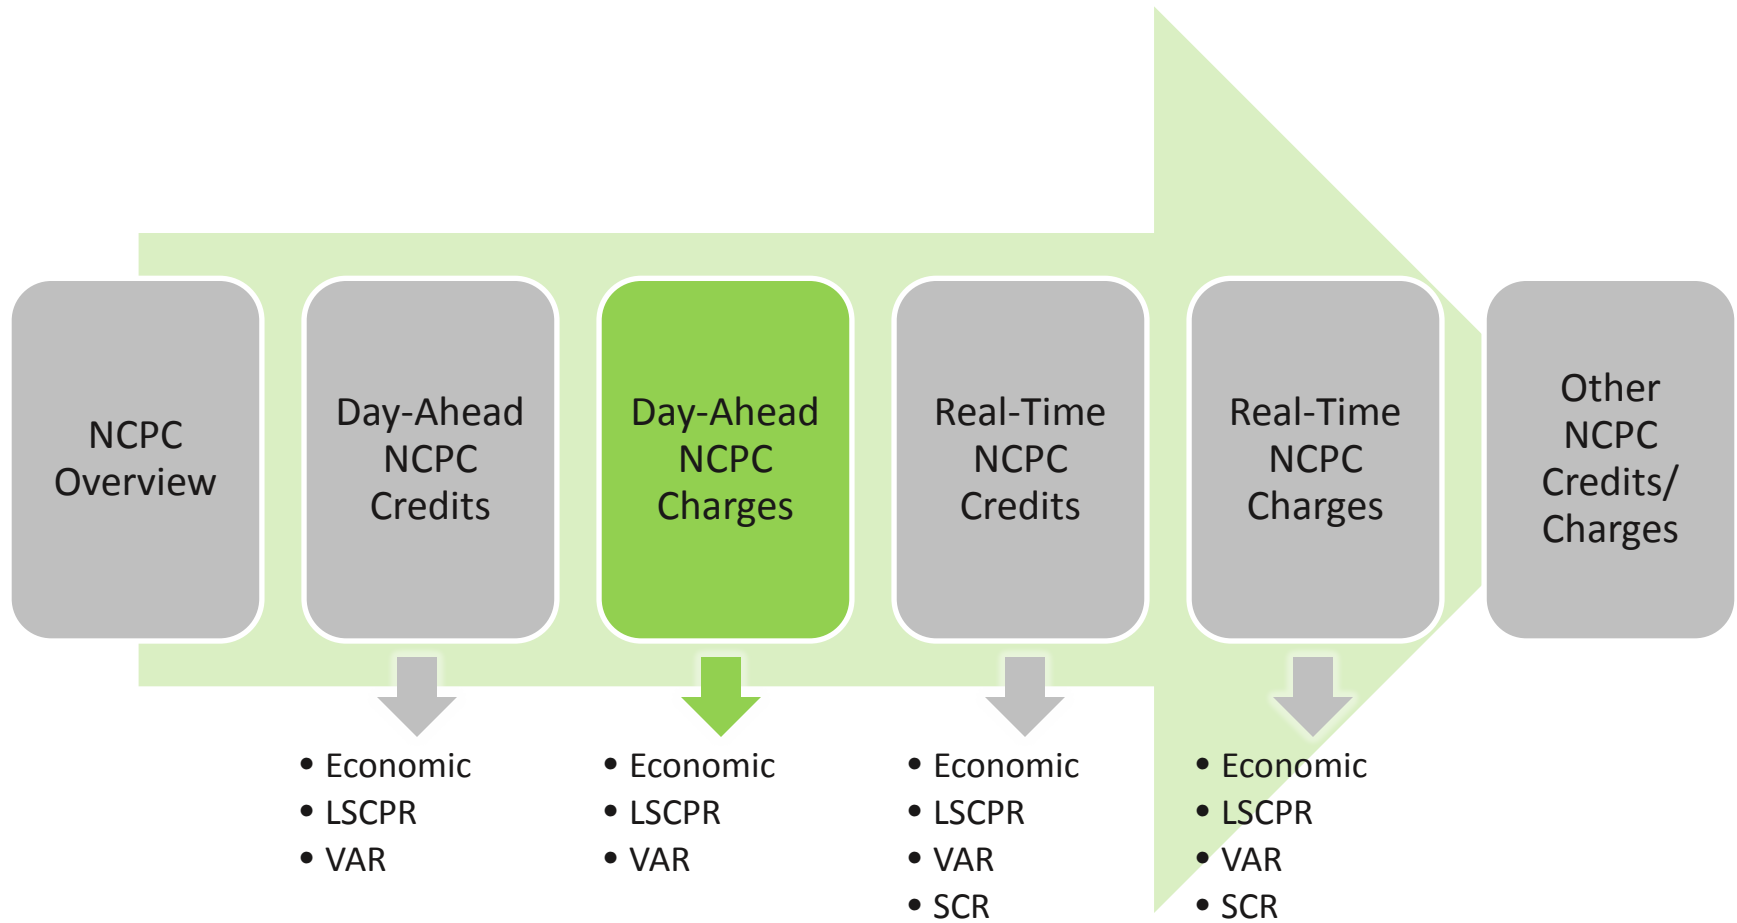 NCPC
Overview
Day-Ahead
NCPC
Credits
Day-Ahead
NCPC
Charges
Real-Time
NCPC
Credits
Real-Time
NCPC
Charges
Other
NCPC
Credits/
Charges
• Economic
• LSCPR
• VAR
• Economic
• LSCPR
• VAR
• Economic
• LSCPR
• VAR
• SCR
• Economic
• LSCPR
• VAR
• SCR